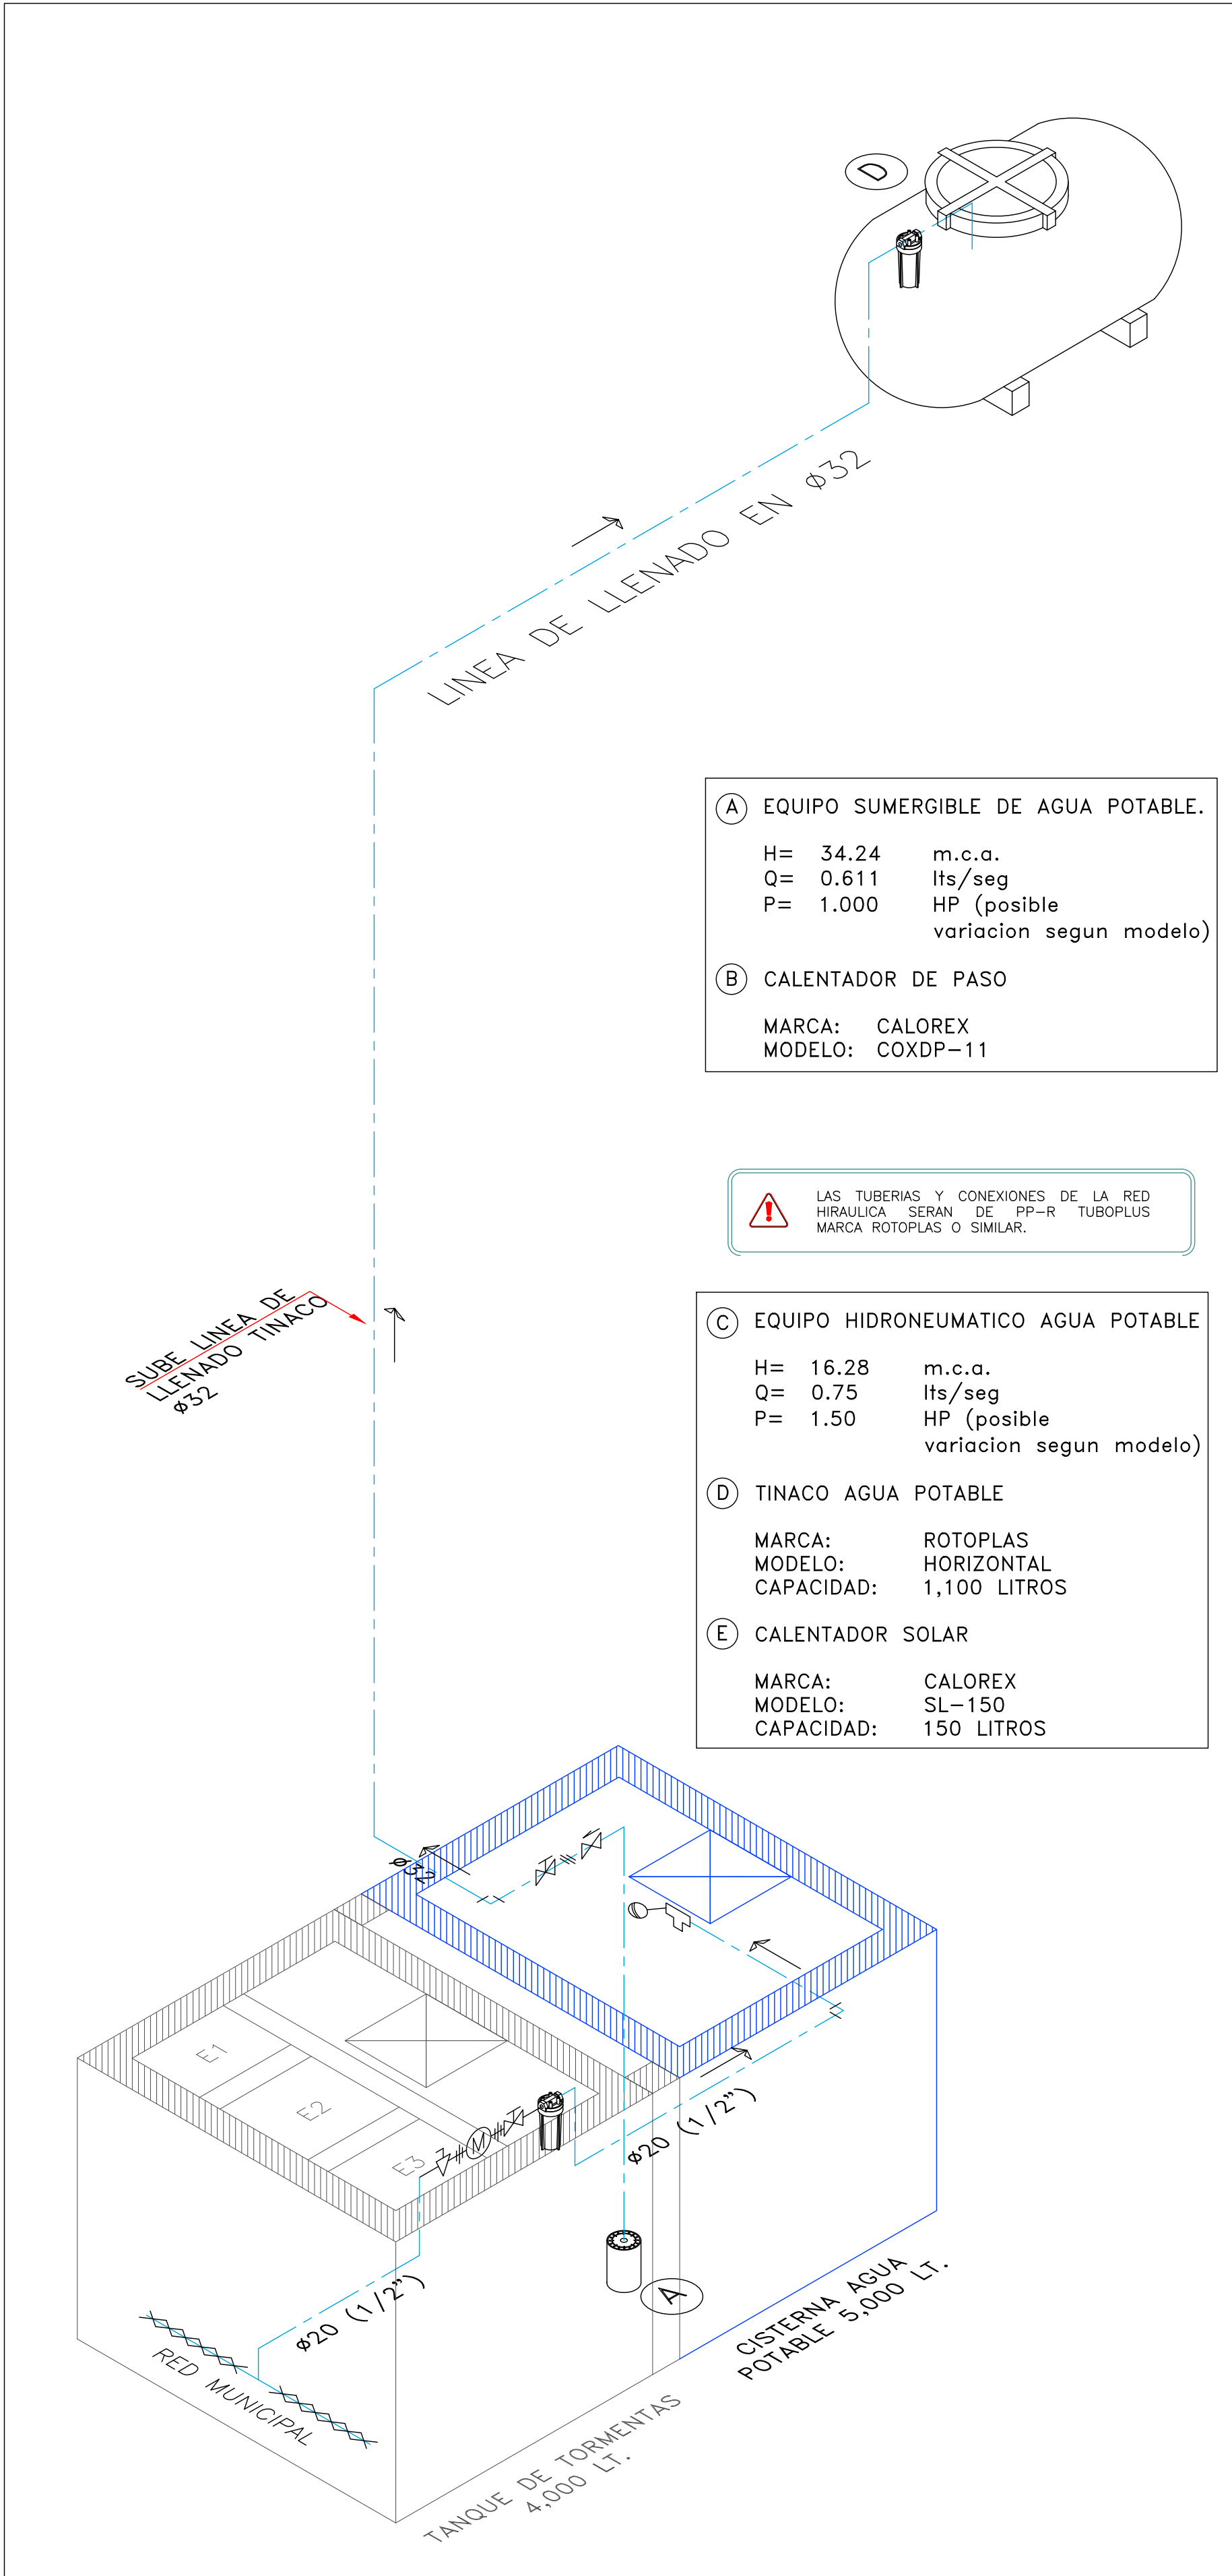 D
LINEA DE LLENADO EN ø32
A EQUIPO SUMERGIBLE DE AGUA POTABLE.
H= 34.24 m.c.a.
Q= 0.611 lts/seg
P= 1.000 HP (posible
variacion segun modelo)
B CALENTADOR DE PASO
MARCA: CALOREX
MODELO: COXDP-11
LAS TUBERIAS Y CONEXIONES DE LA RED
HIRAULICA SERAN DE PP-R TUBOPLUS
MARCA ROTOPLAS O SIMILAR.
SUBE LINEA DE
LLENADO TINACO
ø32
C EQUIPO HIDRONEUMATICO AGUA POTABLE
H= 16.28 m.c.a.
Q= 0.75 lts/seg
P= 1.50 HP (posible
variacion segun modelo)
D TINACO AGUA POTABLE
MARCA: ROTOPLAS
MODELO: HORIZONTAL
CAPACIDAD: 1,100 LITROS
E CALENTADOR SOLAR
MARCA: CALOREX
MODELO: SL-150
CAPACIDAD: 150 LITROS
ø32
E1
E2
E3
M
ø20 (1/2")
A
ø20 (1/2")
RED MUNICIPAL
CISTERNA AGUA
POTABLE 5,000 LT.
TANQUE DE TORMENTAS
4,000 LT.